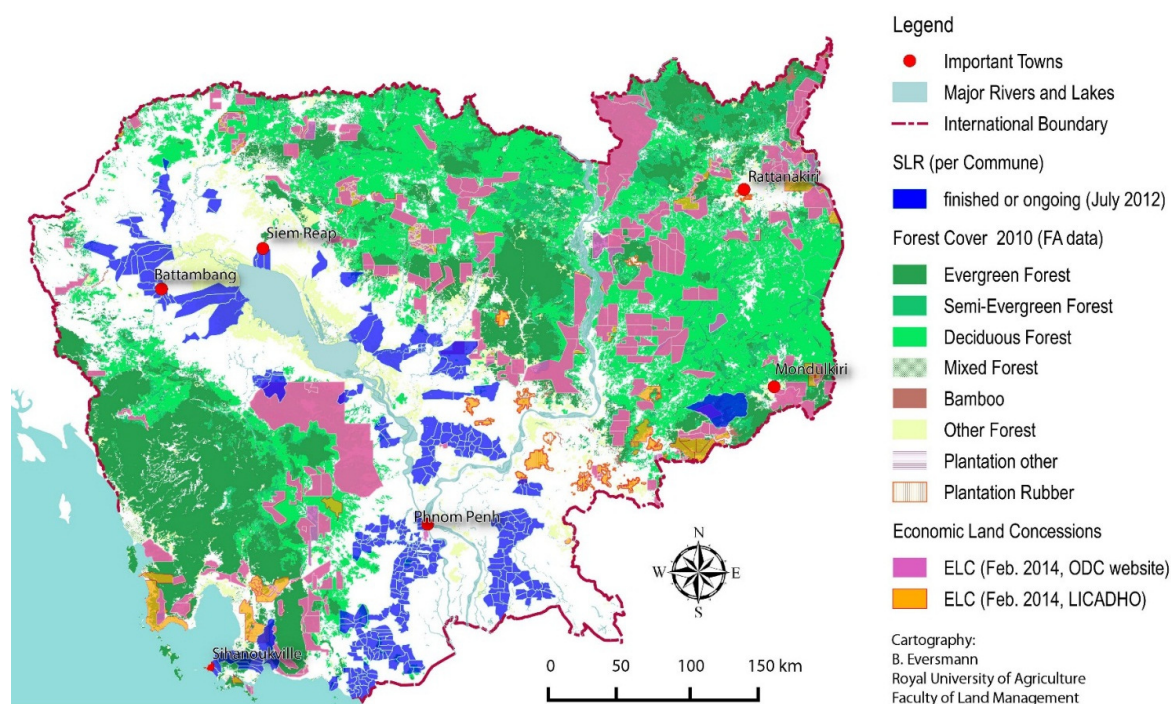 Rattanakiri
Siem Reap
Battambang
Mondulkiri
Phnom Penh
Sihanoukville
N
W E
S
0 50 100 150 km
Legend
Important Towns
Major Rivers and Lakes
International Boundary
SLR (per Commune)
finished or ongoing (July 2012)
Forest Cover 2010 (FA data)
Evergreen Forest
Semi-Evergreen Forest
Deciduous Forest
Mixed Forest
Bamboo
Other Forest
Plantation other
Plantation Rubber
Economic Land Concessions
ELC (Feb. 2014, ODC website)
ELC (Feb. 2014, LICADHO)
Cartography:
B. Eversmann
Royal University of Agriculture
Faculty of Land Management